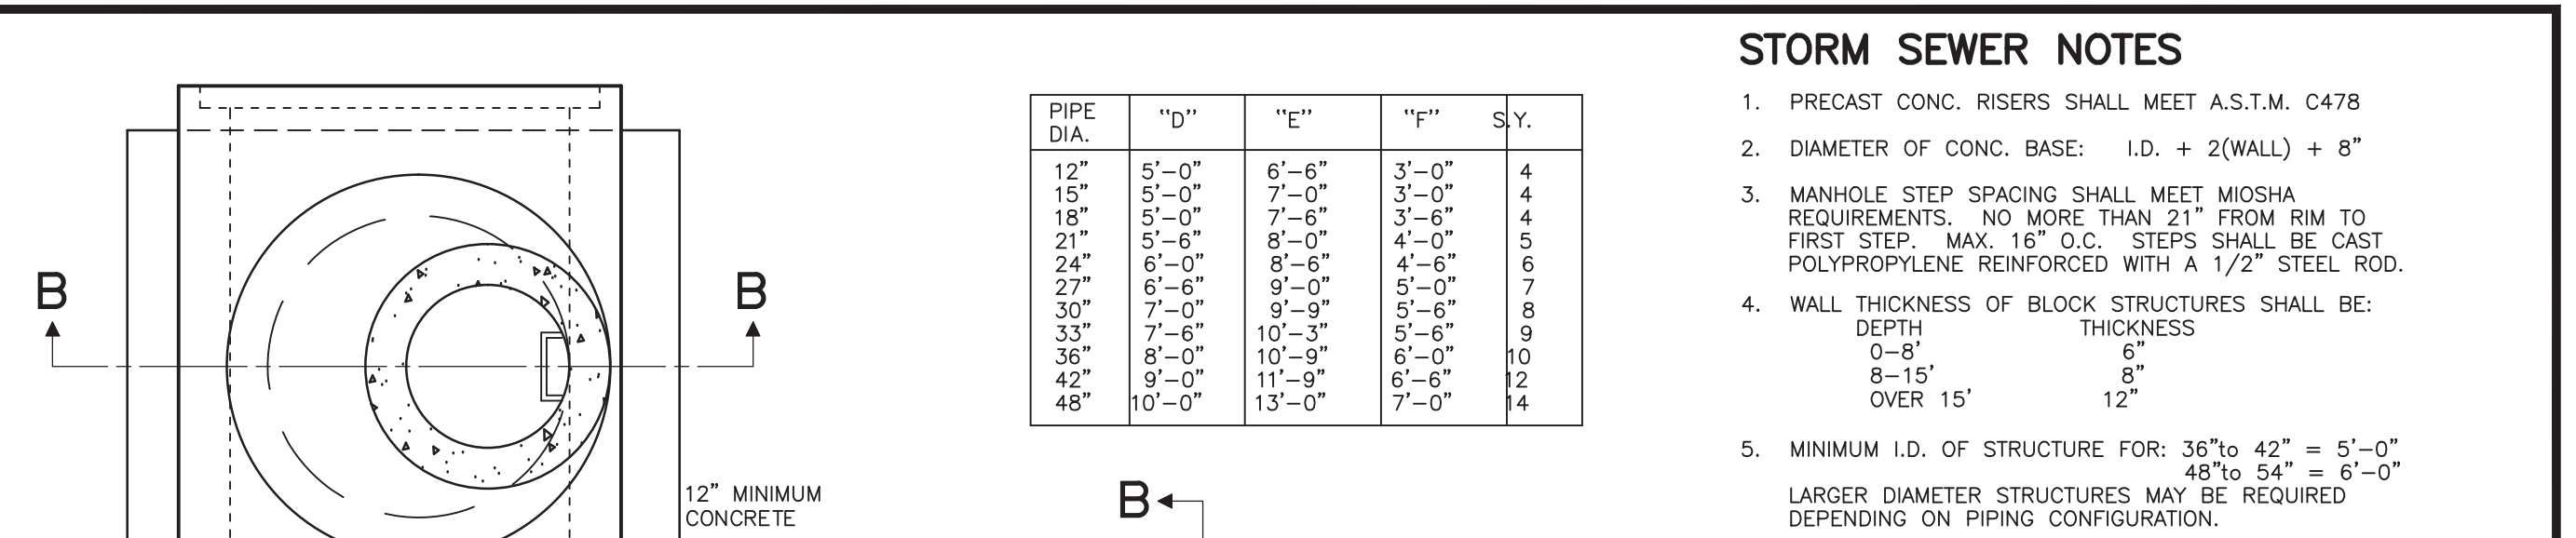 B
B
12” MINIMUM
CONCRETE
PIPE DIA. “D” “E” “F” S.Y.
12” 5’–0” 6’–6” 3’–0” 4
15” 5’–0” 7’–0” 3’–0” 4
18” 5’–0” 7’–6” 3’–6” 4
21” 5’–6” 8’–0” 4’–0” 5
24” 6’–0” 8’–6” 4’–6” 6
27” 6’–6” 9’–0” 5’–0” 7
30” 7’–0” 9’–9” 5’–6” 8
33” 7’–6” 10’–3” 5’–6” 9
36” 8’–0” 10’–9” 6’–0” 10
42” 9’–0” 11’–9” 6’–6” 12
48” 10’–0” 13’–0” 7’–0” 14
B
STORM SEWER NOTES
1. PRECAST CONC. RISERS SHALL MEET A.S.T.M. C478
2. DIAMETER OF CONC. BASE: I.D. + 2(WALL) + 8”
3. MANHOLE STEP SPACING SHALL MEET MIOSHA
REQUIREMENTS. NO MORE THAN 21” FROM RIM TO
FIRST STEP. MAX. 16” O.C. STEPS SHALL BE CAST
POLYPROPYLENE REINFORCED WITH A 1/2” STEEL ROD.
4. WALL THICKNESS OF BLOCK STRUCTURES SHALL BE:
DEPTH THICKNESS
0–8’ 6”
8–15’ 8”
OVER 15’ 12”
5. MINIMUM I.D. OF STRUCTURE FOR: 36”to 42” = 5’–0”
48”to 54” = 6’–0”
LARGER DIAMETER STRUCTURES MAY BE REQUIRED
DEPENDING ON PIPING CONFIGURATION.